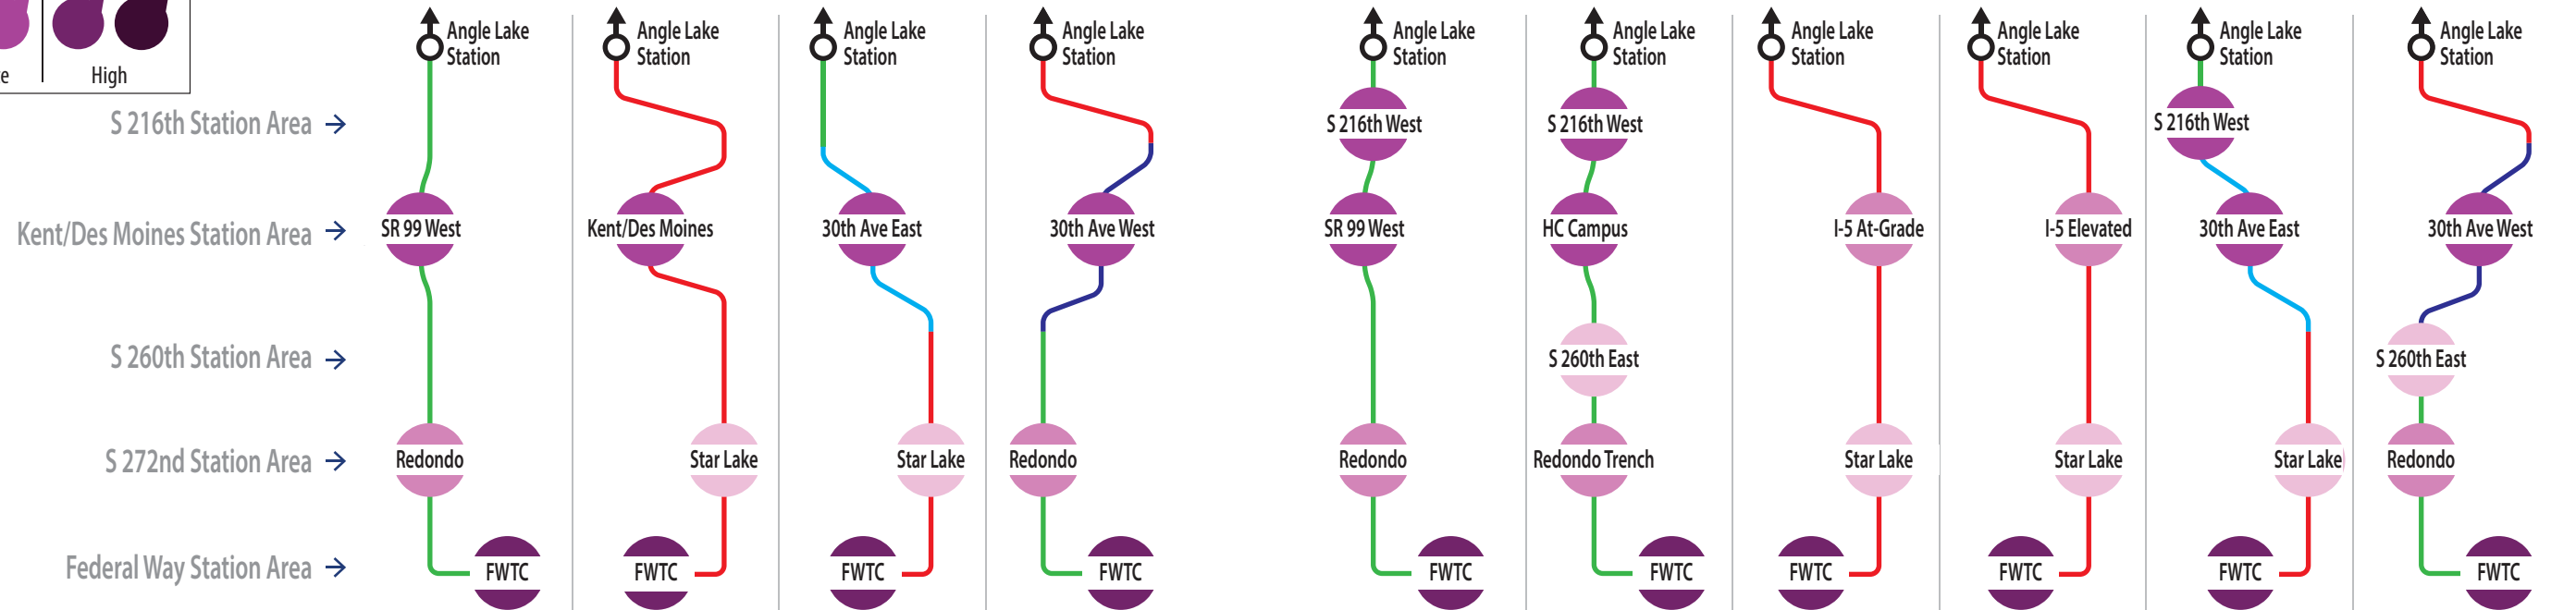 e
High
Angle Lake
Station
Angle Lake
Station
Angle Lake
Station
Angle Lake
Station
Angle Lake
Station
Angle Lake
Station
Angle Lake
Station
Angle Lake
Station
Angle Lake
Station
Angle Lake
Station
S 216th Station Area →
S 216th West
S 216th West
S 216th West
Kent/Des Moines Station Area →
SR 99 West
Kent/Des Moines
30th Ave East
30th Ave West
SR 99 West
HC Campus
I-5 At-Grade
I-5 Elevated
30th Ave East
30th Ave West
S 260th Station Area →
S 260th East
S 260th East
S 272nd Station Area →
Redondo
Star Lake
Star Lake
Redondo
Redondo
Redondo Trench
Star Lake
Star Lake
Star Lake
Redondo
Federal Way Station Area →
FWTC
FWTC
FWTC
FWTC
FWTC
FWTC
FWTC
FWTC
FWTC
FWTC